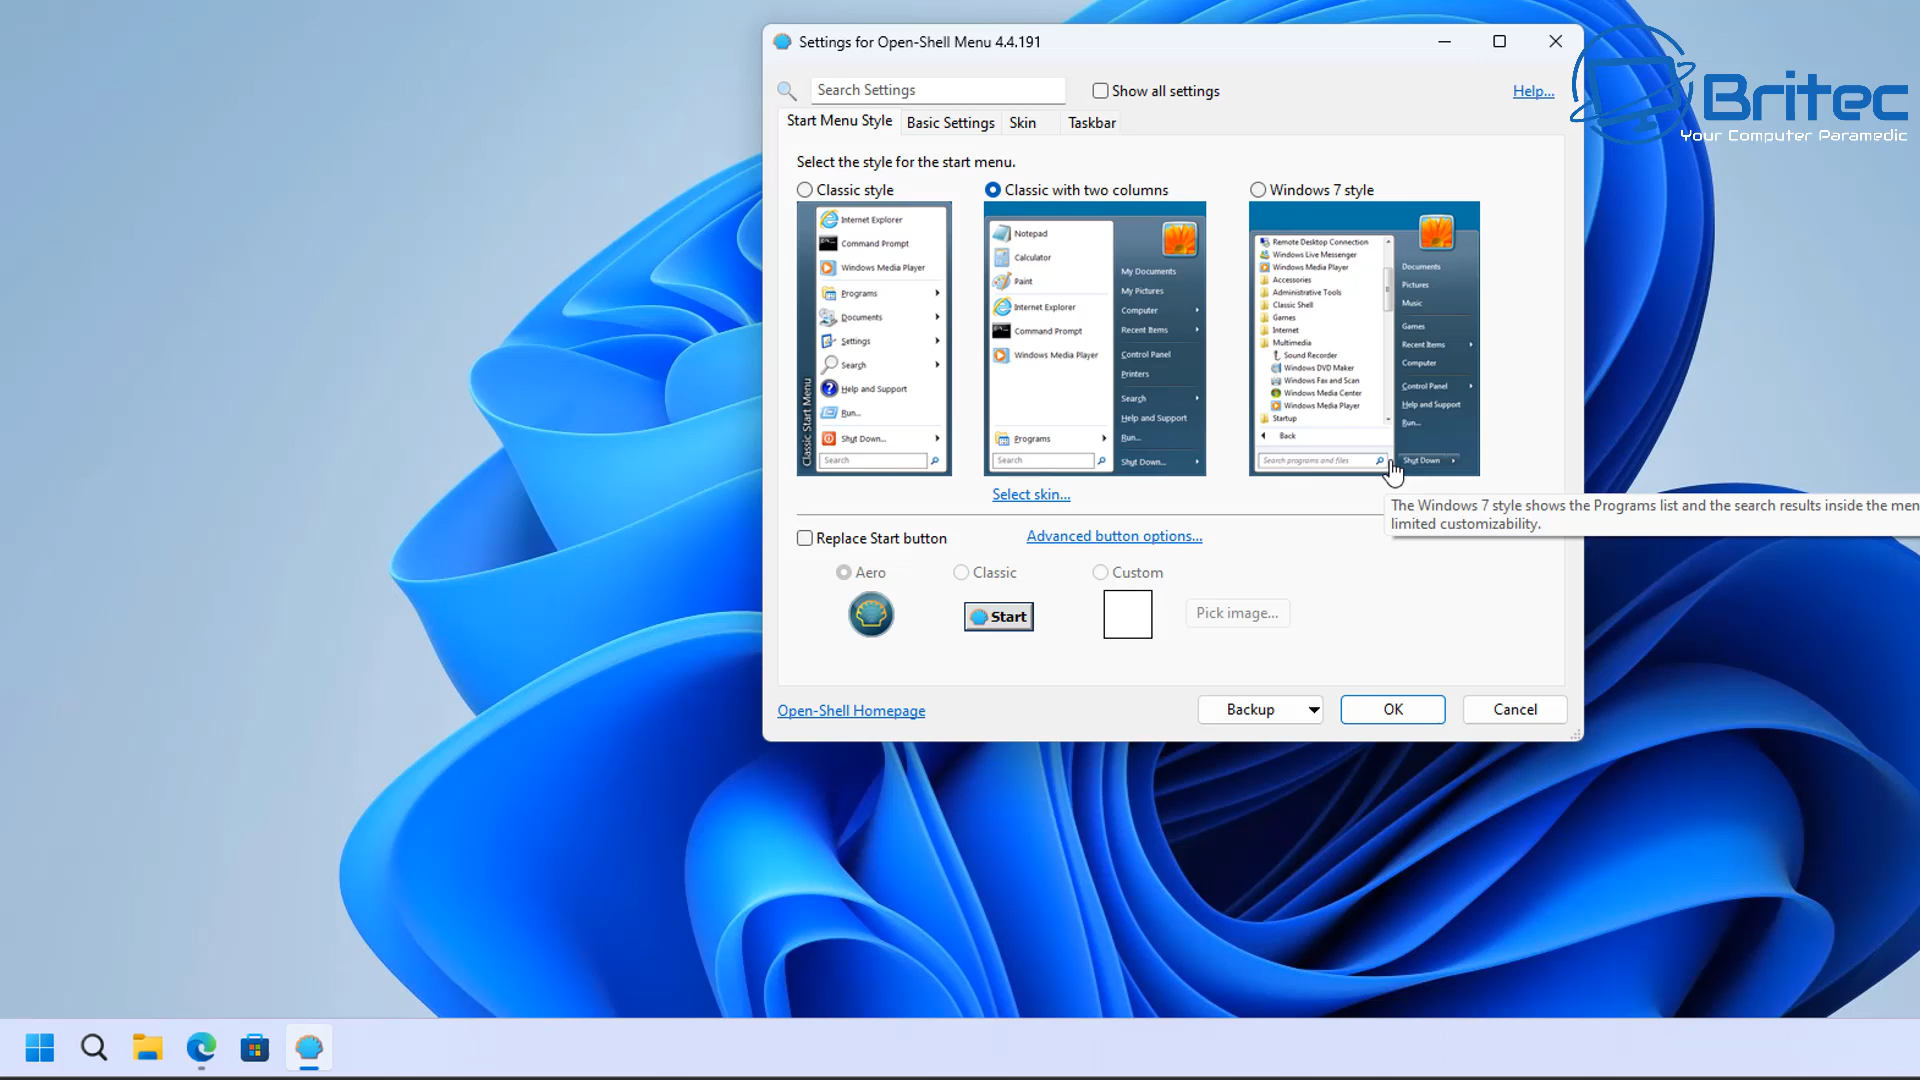 Settings for Open-Shell Menu 4.4.191
Search Settings
Show all settings
Help...
Britec
Your Computer Paramedic
Start Menu Style
Basic Settings
Skin
Taskbar
Select the style for the start menu.
Classic style
Classic with two columns
Windows 7 style
Internet Explorer
Command Prompt
Windows Media Player
Programs
Documents
Settings
Search
Help and Support
Run...
Shut Down...
Search
Classic Start Menu
Notepad
Calculator
Paint
Internet Explorer
Command Prompt
Windows Media Player
Programs
Search
My Documents
My Pictures
Computer
Recent Items
Control Panel
Printers
Search
Help and Support
Run...
Shut Down...
Remote Desktop Connection
Windows Live Messenger
Windows Media Player
Accessories
Administrative Tools
Classic Shell
Games
Internet
Multimedia
Sound Recorder
Windows DVD Maker
Windows Fax and Scan
Windows Media Center
Windows Media Player
Startup
Back
Search programs and files
Documents
Pictures
Music
Games
Recent Items
Computer
Control Panel
Help and Support
Run...
Shut Down
Select skin...
The Windows 7 style shows the Programs list and the search results inside the men
limited customizability.
Replace Start button
Advanced button options...
Aero
Classic
Custom
Start
Pick image...
Open-Shell Homepage
Backup
OK
Cancel